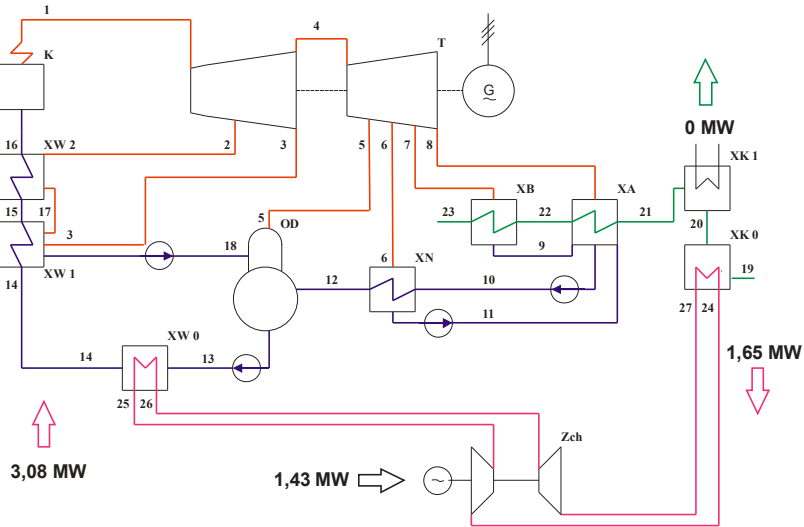 1
4
T
K
G
~
0 MW
16
XW 2
2
3
5
6
7
8
XK 1
XB
XA
15
17
5
OD
23
22
21
20
3
18
9
XK 0
XW 1
6
XN
19
14
12
10
27
24
11
XW 0
14
13
1,65 MW
25
26
Zch
3,08 MW
1,43 MW
~